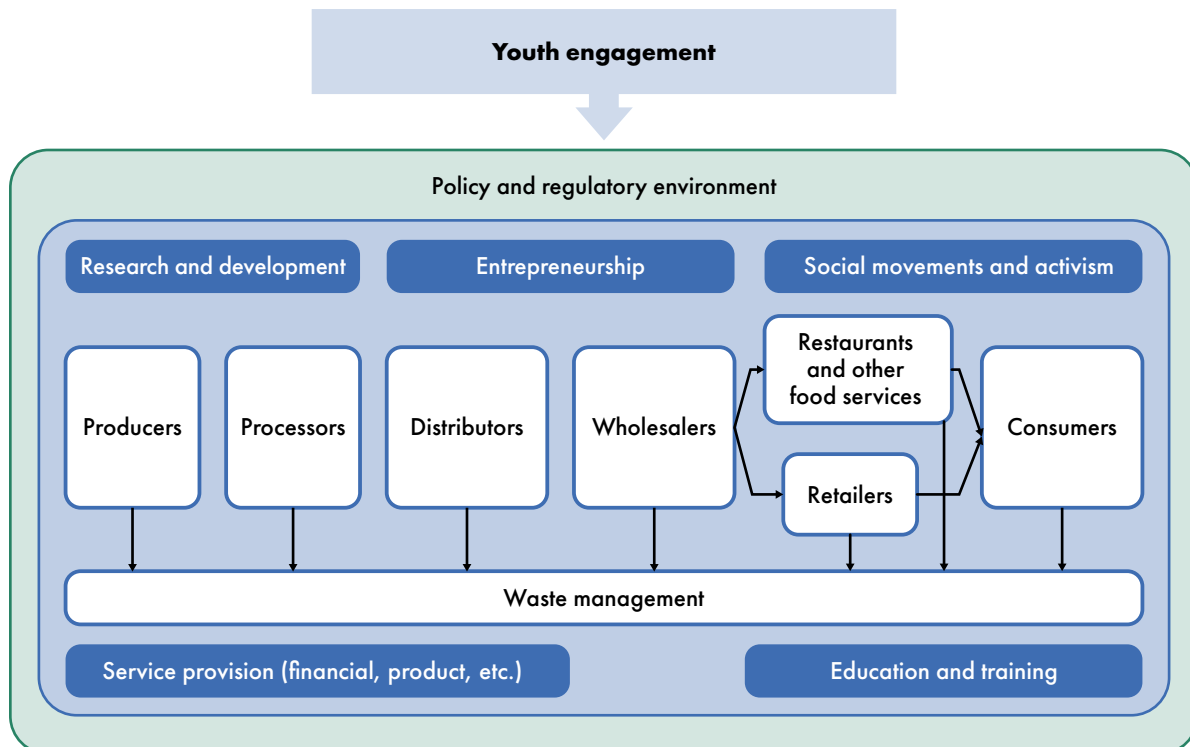 Youth engagement
Policy and regulatory environment
Research and development
Entrepreneurship
Social movements and activism
Producers
Processors
Distributors
Wholesalers
Restaurants
and other
food services
Retailers
Consumers
Waste management
Service provision (financial, product, etc.)
Education and training